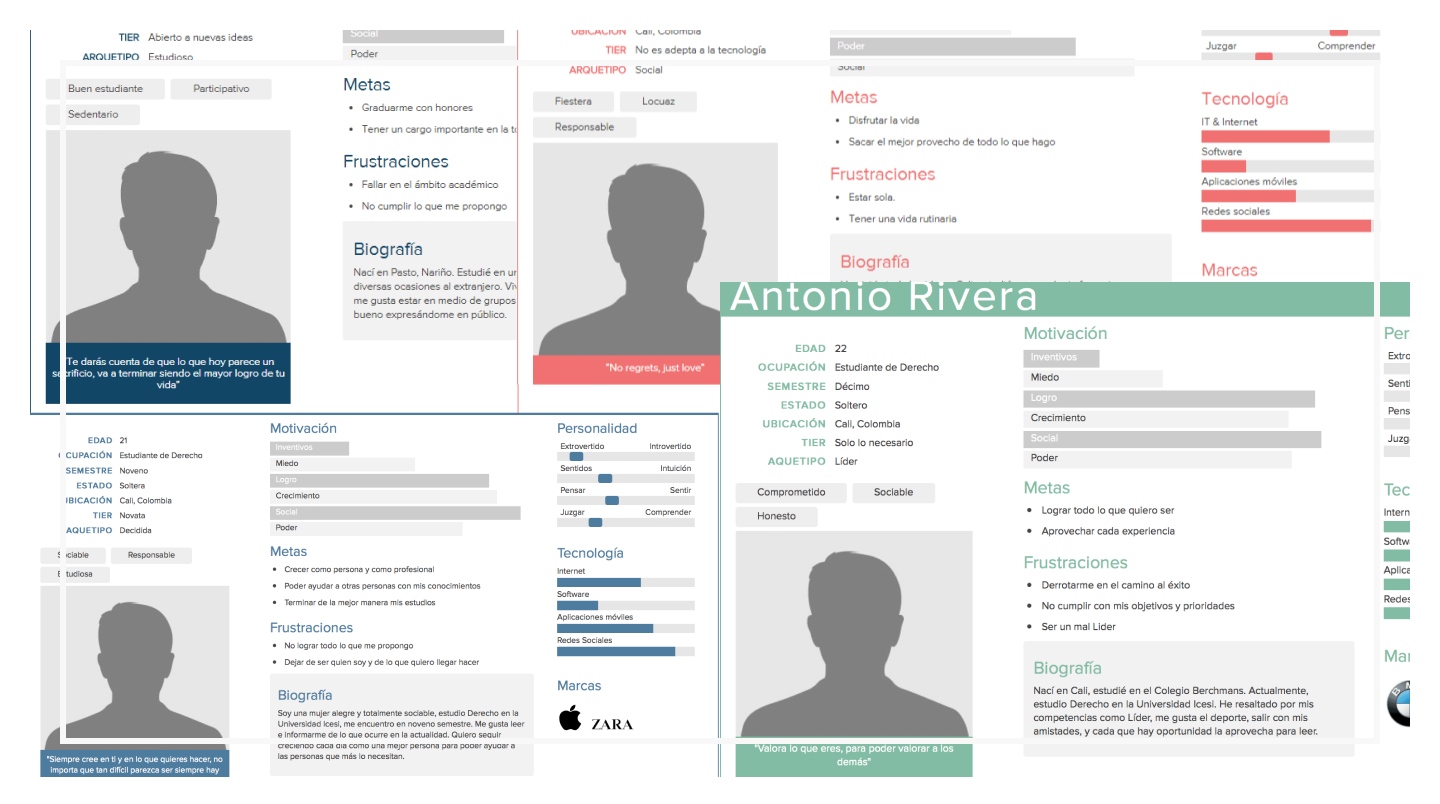 TIER Abierto a nuevas ideas
ARQUETIPO Estudioso
Buen estudiante Participativo
Sedentario
"Te darás cuenta de que lo que hoy parece un
sacrificio, va a terminar siendo el mayor logro de tu
vida"
Social
Poder
Metas
• Graduarme con honores
• Tener un cargo importante en la
Frustraciones
• Fallar en el ámbito académico
• No cumplir lo que me propongo
Biografía
Nací en Pasto, Nariño. Estudié en
diversas ocasiones al extranjero.
me gusta estar en medio de grupos
bueno expresándome en público.
UBICACIÓN Cali, Colombia
TIER No es adepta a la tecnología
ARQUETIPO Social
Fiestera Locuaz
Responsable
"No regrets, just love"
Poder
Social
Metas
• Disfrutar la vida
• Sacar el mejor provecho de todo lo que hago
Frustraciones
• Estar sola.
• Tener una vida rutinaria
Biografía
Juzgar Comprender
Tecnología
IT & Internet
Software
Aplicaciones móviles
Redes sociales
Marcas
EDAD 21
OCUPACIÓN Estudiante de Derecho
SEMESTRE Noveno
ESTADO Soltera
UBICACIÓN Cali, Colombia
TIER Novata
AQUETIPO Decidida
Sociable Responsable
Estudiosa
"Siempre cree en ti y en lo que quieres hacer, no
importa que tan difícil parezca ser siempre hay
Motivación
Inventivos
Miedo
Logro
Crecimiento
Social
Poder
Metas
• Crecer como persona y como profesional
• Poder ayudar a otras personas con mis conocimientos
• Terminar de la mejor manera mis estudios
Frustraciones
• No lograr todo lo que me propongo
• Dejar de ser quien soy y de lo que quiero llegar hacer
Biografía
Soy una mujer alegre y totalmente sociable, estudio Derecho en la
Universidad Icesi, me encuentro en noveno semestre. Me gusta leer
e informarme de lo que ocurre en la actualidad. Quiero seguir
creciendo cada día como una mejor persona para poder ayudar a
las personas que más lo necesitan.
Personalidad
Extrovertido Introvertido
Sentidos Intuición
Pensar Sentir
Juzgar Comprender
Tecnología
Internet
Software
Aplicaciones móviles
Redes Sociales
Marcas
ZARA
Antonio Rivera
EDAD 22
OCUPACIÓN Estudiante de Derecho
SEMESTRE Décimo
ESTADO Soltero
UBICACIÓN Cali, Colombia
TIER Solo lo necesario
AQUETIPO Líder
Comprometido Sociable
Honesto
"Valora lo que eres, para poder valorar a los
demás"
Motivación
Inventivos
Miedo
Logro
Crecimiento
Social
Poder
Metas
• Lograr todo lo que quiero ser
• Aprovechar cada experiencia
Frustraciones
• Derrotarme en el camino al éxito
• No cumplir con mis objetivos y prioridades
• Ser un mal Lider
Biografía
Nací en Cali, estudié en el Colegio Berchmans. Actualmente,
estudio Derecho en la Universidad Icesi. He resaltado por mis
competencias como Líder, me gusta el deporte, salir con mis
amistades, y cada que hay oportunidad la aprovecha para leer.